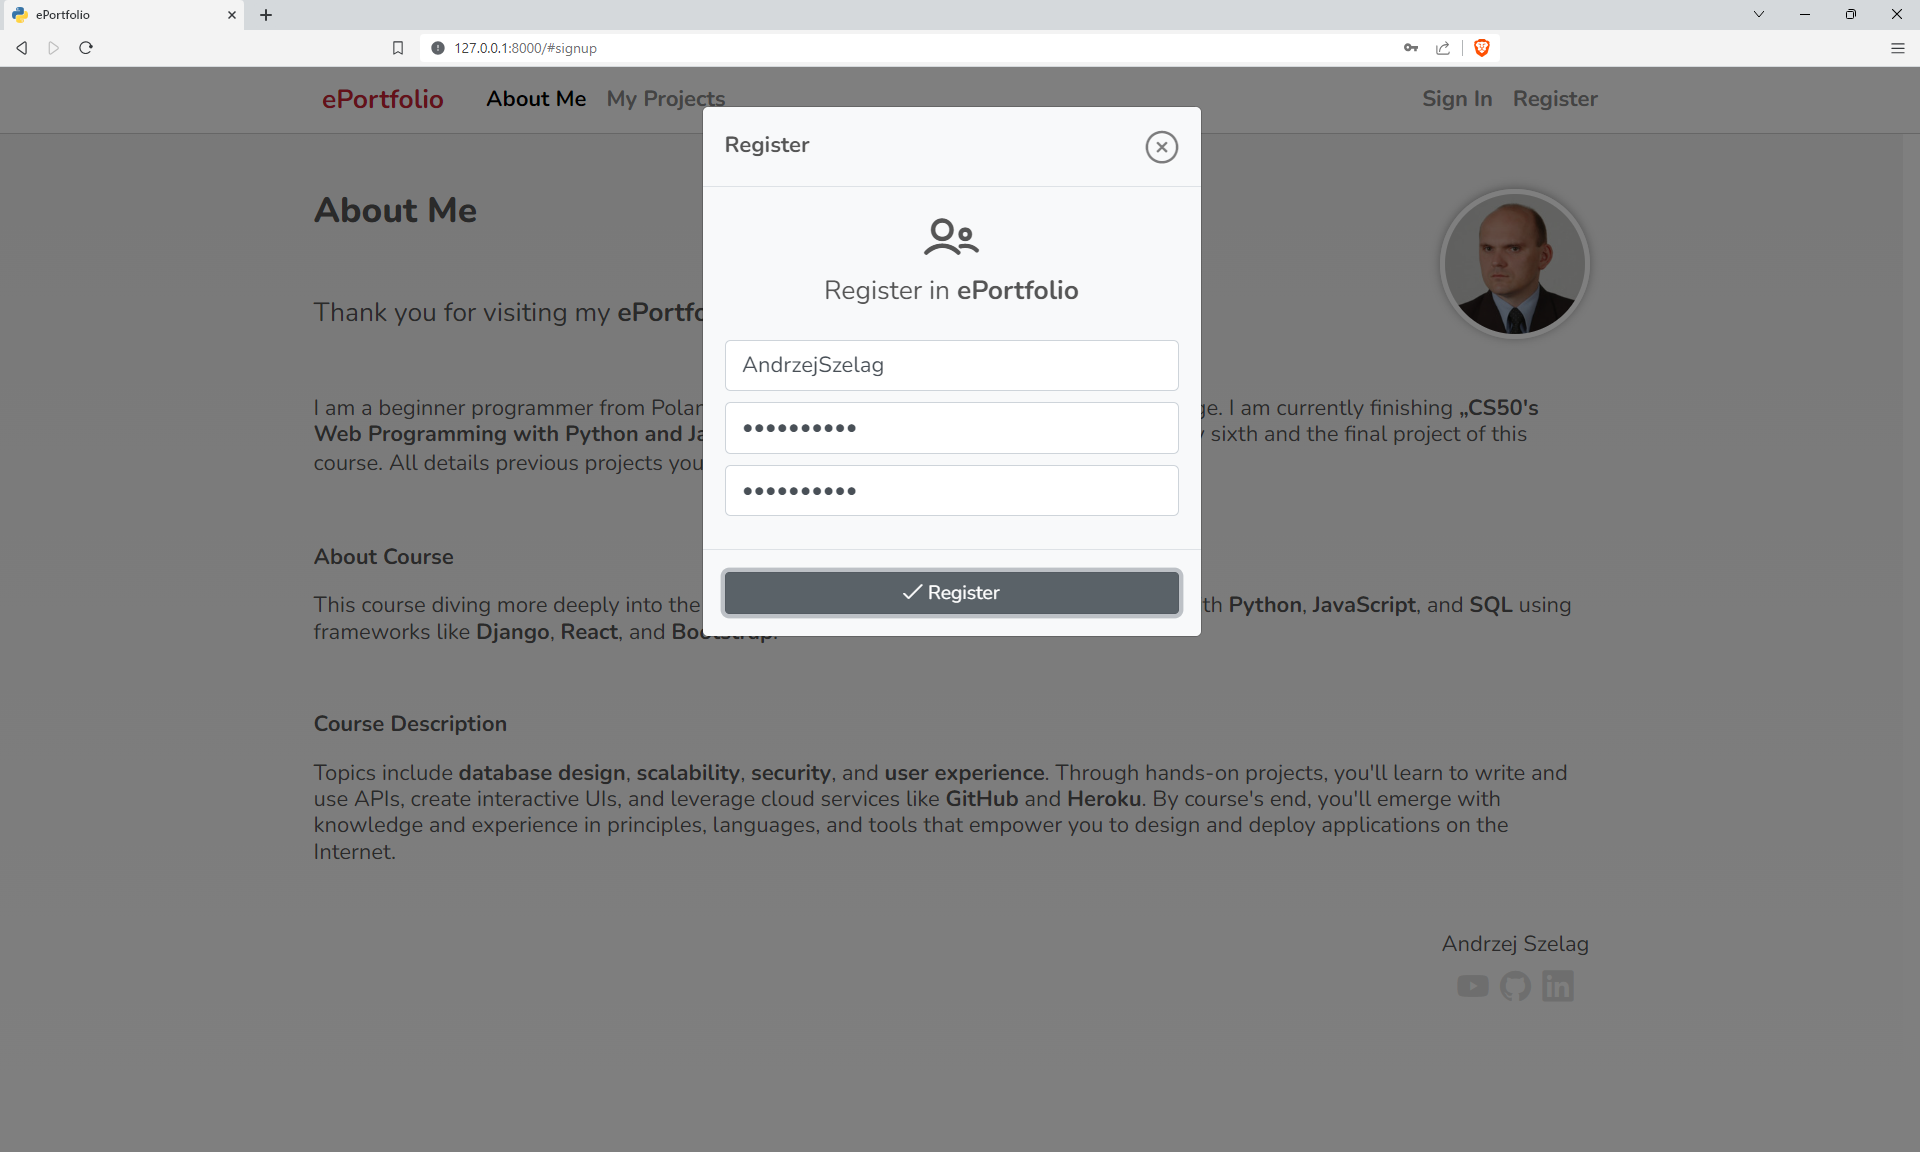 ePortfolio
127.0.0.1:8000/#signup
ePortfolio About Me My Projects Sign In Register
Register
About Me
Register in ePortfolio
Thank you for visiting my ePortfo
AndrzejSzelag
••••••••••
••••••••••
I am a beginner programmer from Polan ge. I am currently finishing „CS50's
Web Programming with Python and Ja sixth and the final project of this
course. All details previous projects you
About Course
Register
This course diving more deeply into the th Python, JavaScript, and SQL using
frameworks like Django, React, and Bootstrap.
Course Description
Topics include database design, scalability, security, and user experience. Through hands-on projects, you'll learn to write and
use APIs, create interactive UIs, and leverage cloud services like GitHub and Heroku. By course's end, you'll emerge with
knowledge and experience in principles, languages, and tools that empower you to design and deploy applications on the
Internet.
Andrzej Szelag
in